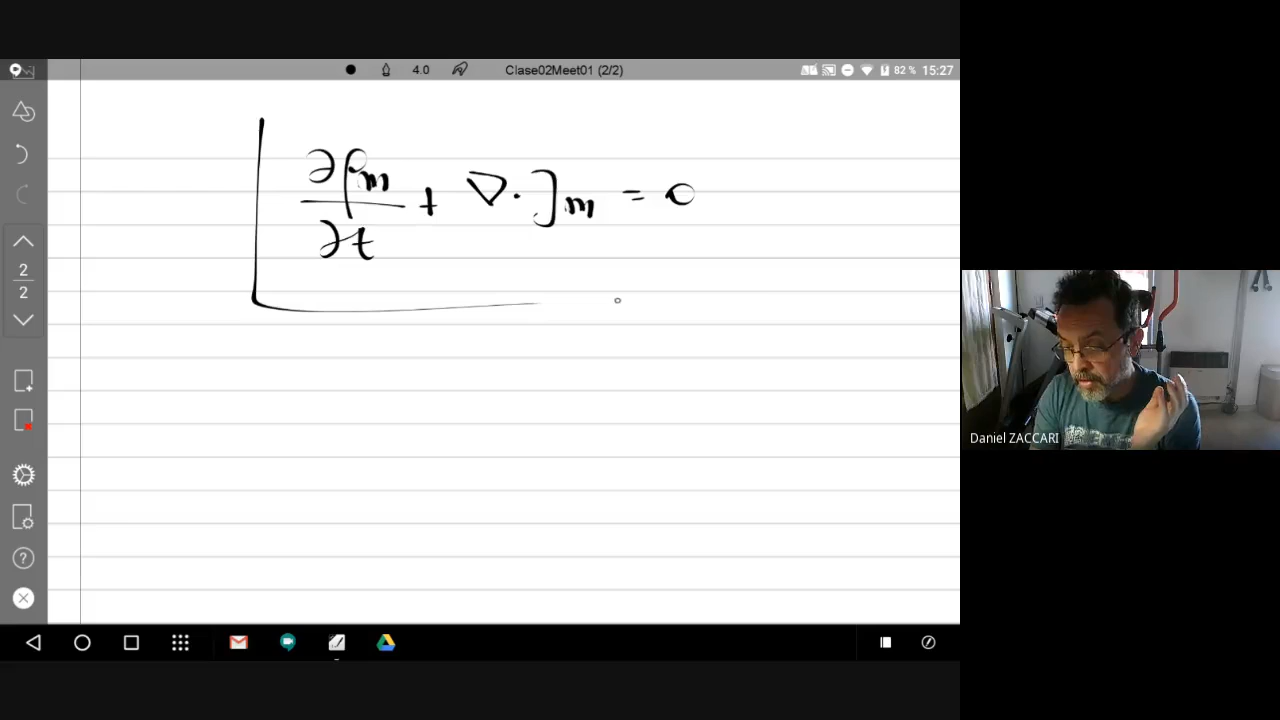 4.0 Clase02Meet01 (2/2) 82 % 15:27
∂ρm/∂t + ∇·Jm = 0
2
2
Daniel ZACCARI